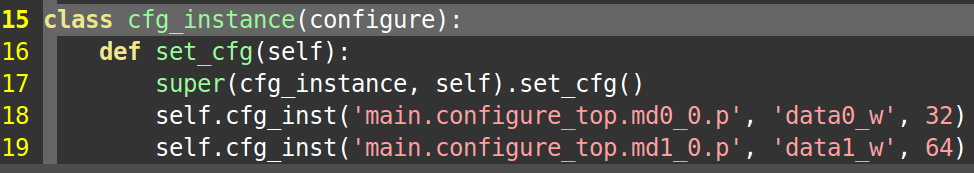 15 class cfg_instance(configure):
16     def set_cfg(self):
17         super(cfg_instance, self).set_cfg()
18         self.cfg_inst('main.configure_top.md0_0.p', 'data0_w', 32)
19         self.cfg_inst('main.configure_top.md1_0.p', 'data1_w', 64)